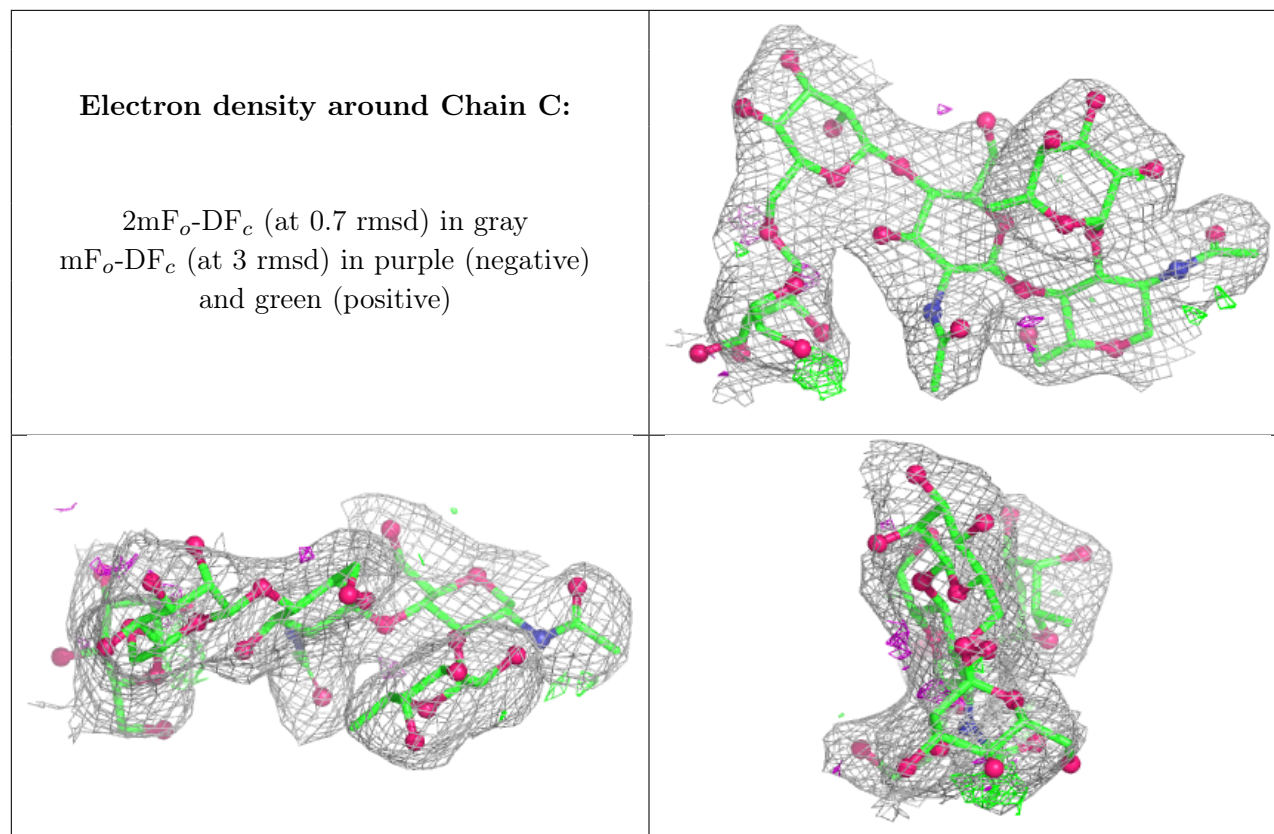 Electron density around Chain C:
2mFo-DFc (at 0.7 rmsd) in gray
mFo-DFc (at 3 rmsd) in purple (negative)
and green (positive)